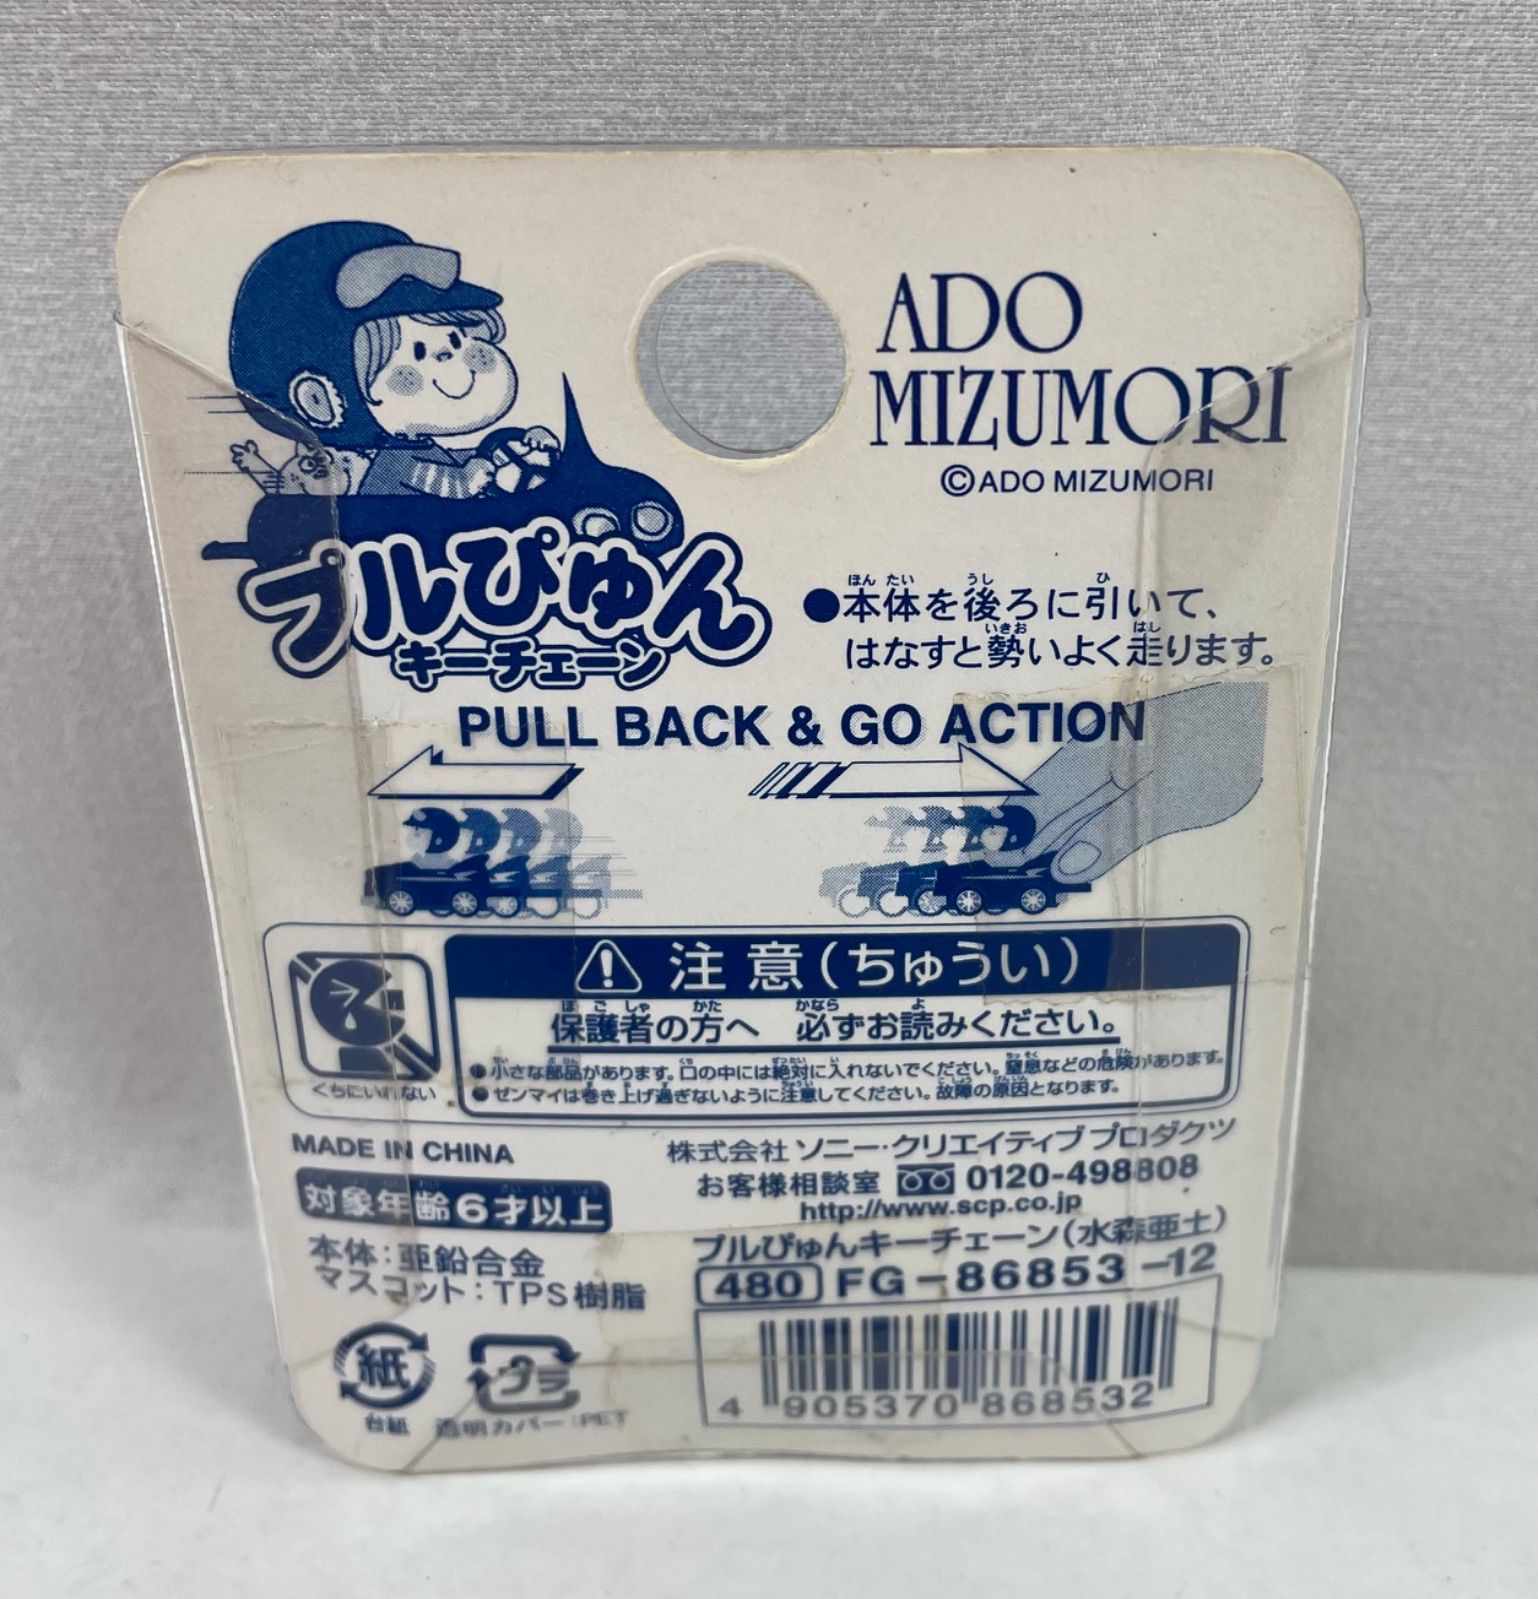 ADO
MIZUMORI
©ADO MIZUMORI
プルぴゅん
キーチェーン
●本体を後ろに引いて、
はなすと勢いよく走ります。
PULL BACK & GO ACTION
注意(ちゅうい)
保護者の方へ 必ずお読みください。
●小さな部品があります。口の中には絶対に入れないでください。窒息などの危険があります。
●ゼンマイは巻き上げ過ぎないように注意してください。故障の原因となります。
くちにいれない
MADE IN CHINA
対象年齢6才以上
本体:亜鉛合金
マスコット:TPS樹脂
株式会社 ソニー・クリエイティブプロダクツ
お客様相談室 0120-498808
http://www.scp.co.jp
プルぴゅんキーチェーン(水森亜土)
480 FG-86853-12
紙
台紙
プラ
透明カバー:PET
4 905370 868532